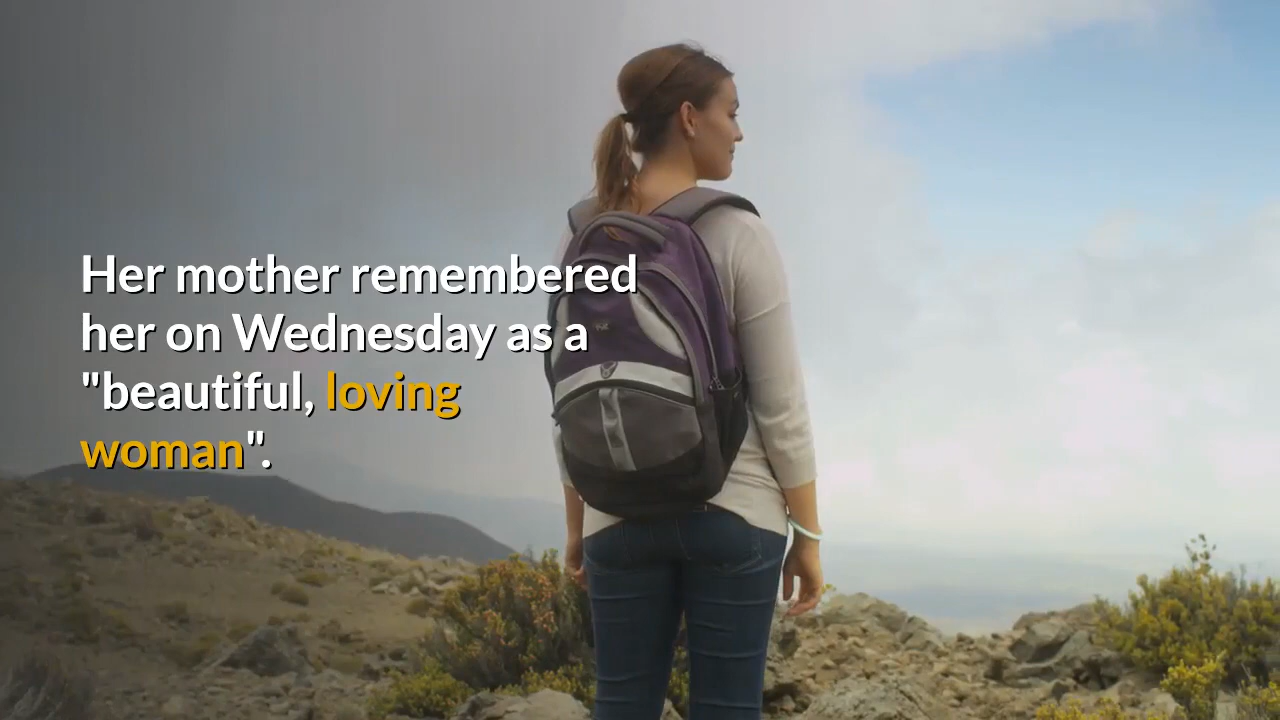 Her mother remembered
her on Wednesday as a
"beautiful, loving
woman".